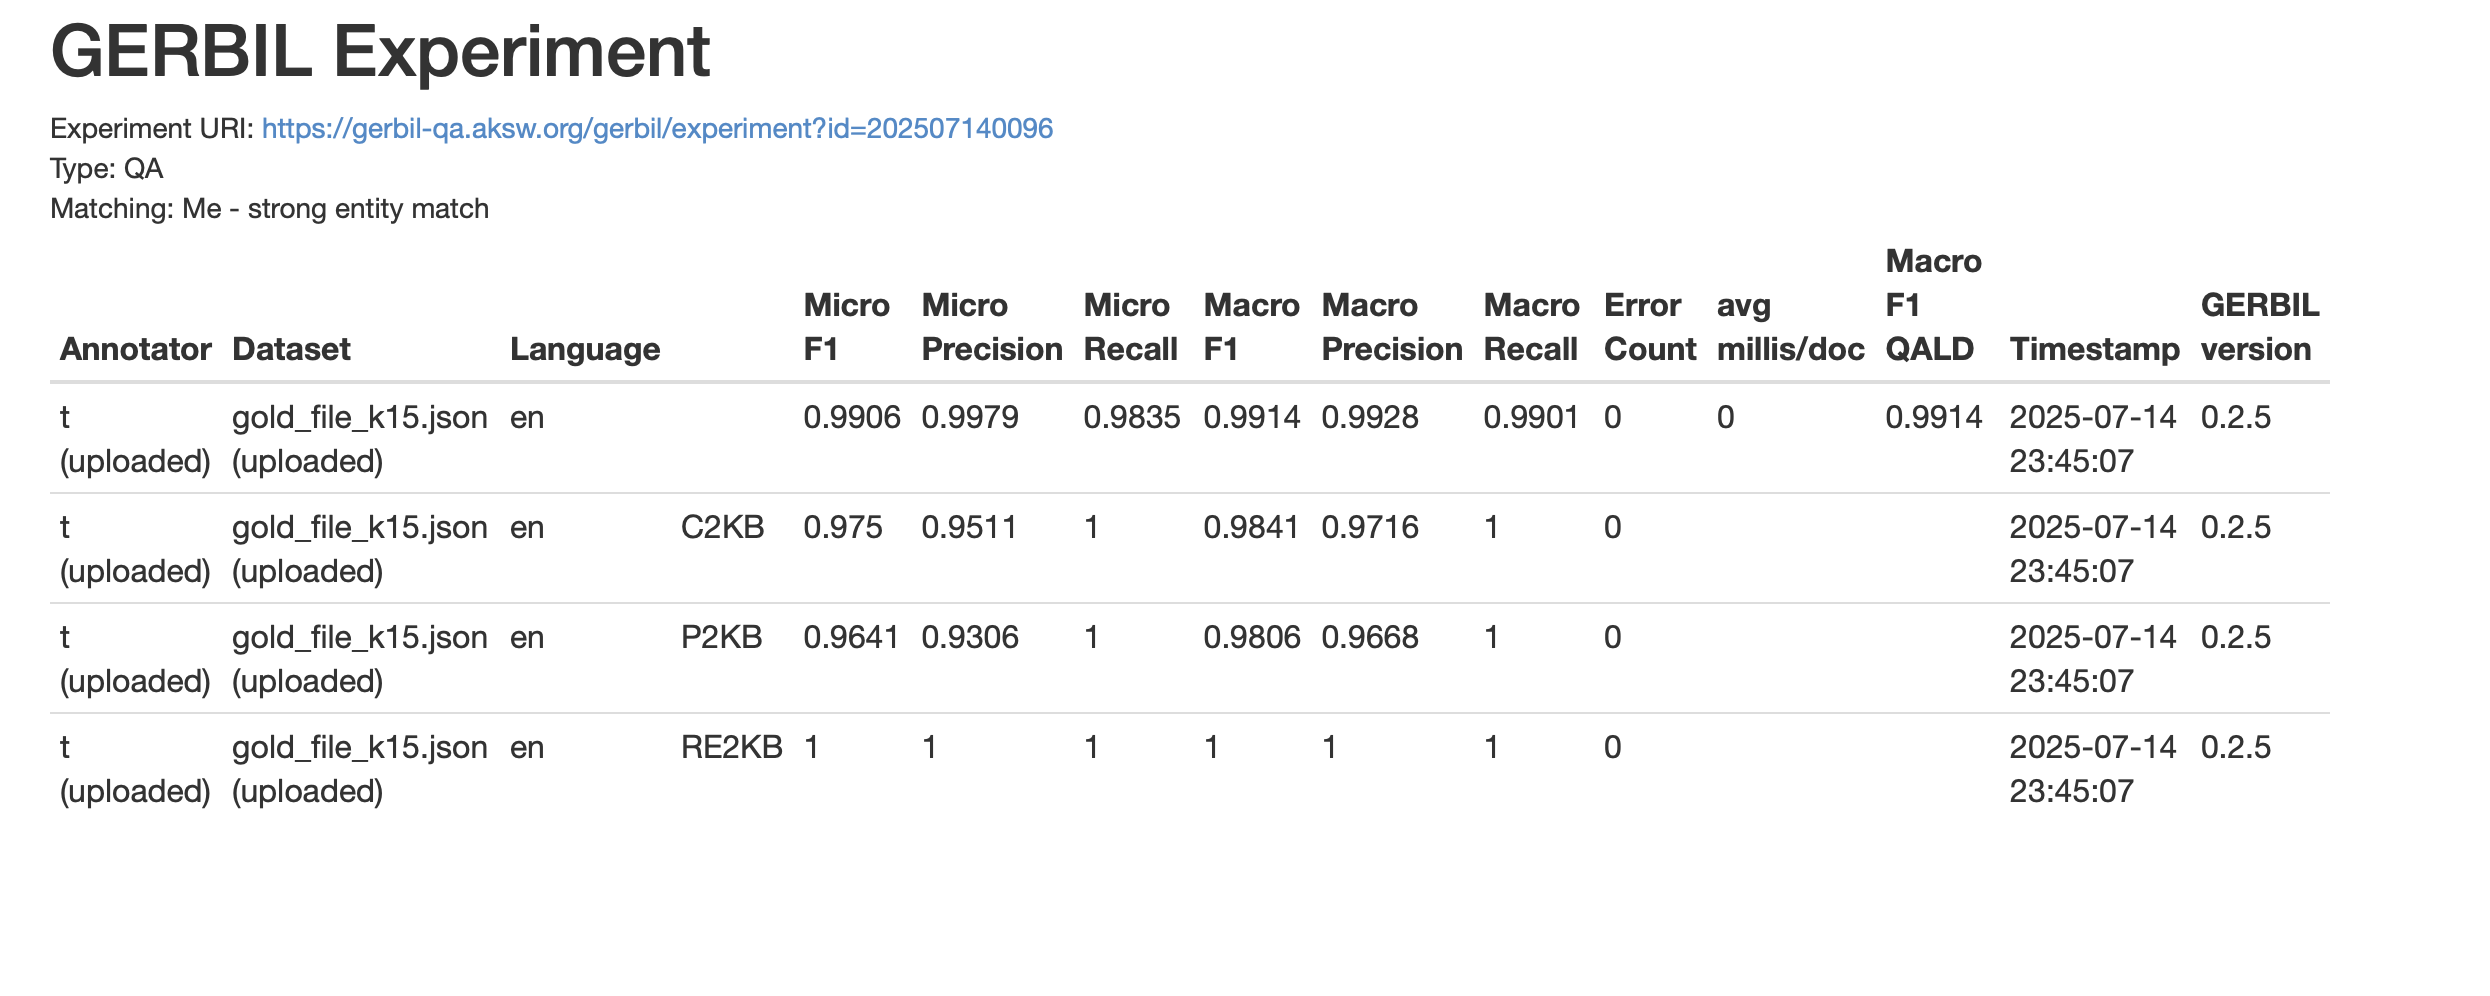 GERBIL Experiment
Experiment URI: https://gerbil-qa.aksw.org/gerbil/experiment?id=202507140096
Type: QA
Matching: Me - strong entity match
Annotator Dataset Language Micro F1 Micro Precision Micro Recall Macro F1 Macro Precision Macro Recall Error Count avg millis/doc Macro F1 QALD Timestamp GERBIL version
t gold_file_k15.json en 0.9906 0.9979 0.9835 0.9914 0.9928 0.9901 0 0 0.9914 2025-07-14 0.2.5
(uploaded) (uploaded) 23:45:07
t gold_file_k15.json en C2KB 0.975 0.9511 1 0.9841 0.9716 1 0 2025-07-14 0.2.5
(uploaded) (uploaded) 23:45:07
t gold_file_k15.json en P2KB 0.9641 0.9306 1 0.9806 0.9668 1 0 2025-07-14 0.2.5
(uploaded) (uploaded) 23:45:07
t gold_file_k15.json en RE2KB 1 1 1 1 1 1 0 2025-07-14 0.2.5
(uploaded) (uploaded) 23:45:07